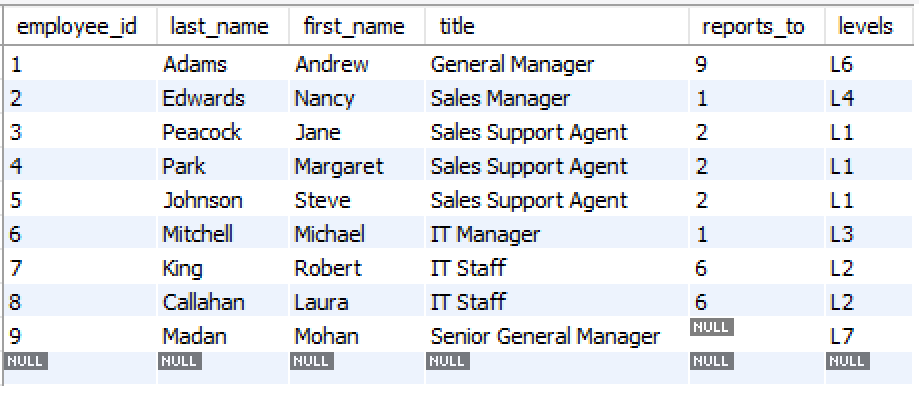 employee_id last_name first_name title reports_to levels
1 Adams Andrew General Manager 9 L6
2 Edwards Nancy Sales Manager 1 L4
3 Peacock Jane Sales Support Agent 2 L1
4 Park Margaret Sales Support Agent 2 L1
5 Johnson Steve Sales Support Agent 2 L1
6 Mitchell Michael IT Manager 1 L3
7 King Robert IT Staff 6 L2
8 Callahan Laura IT Staff 6 L2
9 Madan Mohan Senior General Manager NULL L7
NULL NULL NULL NULL NULL NULL